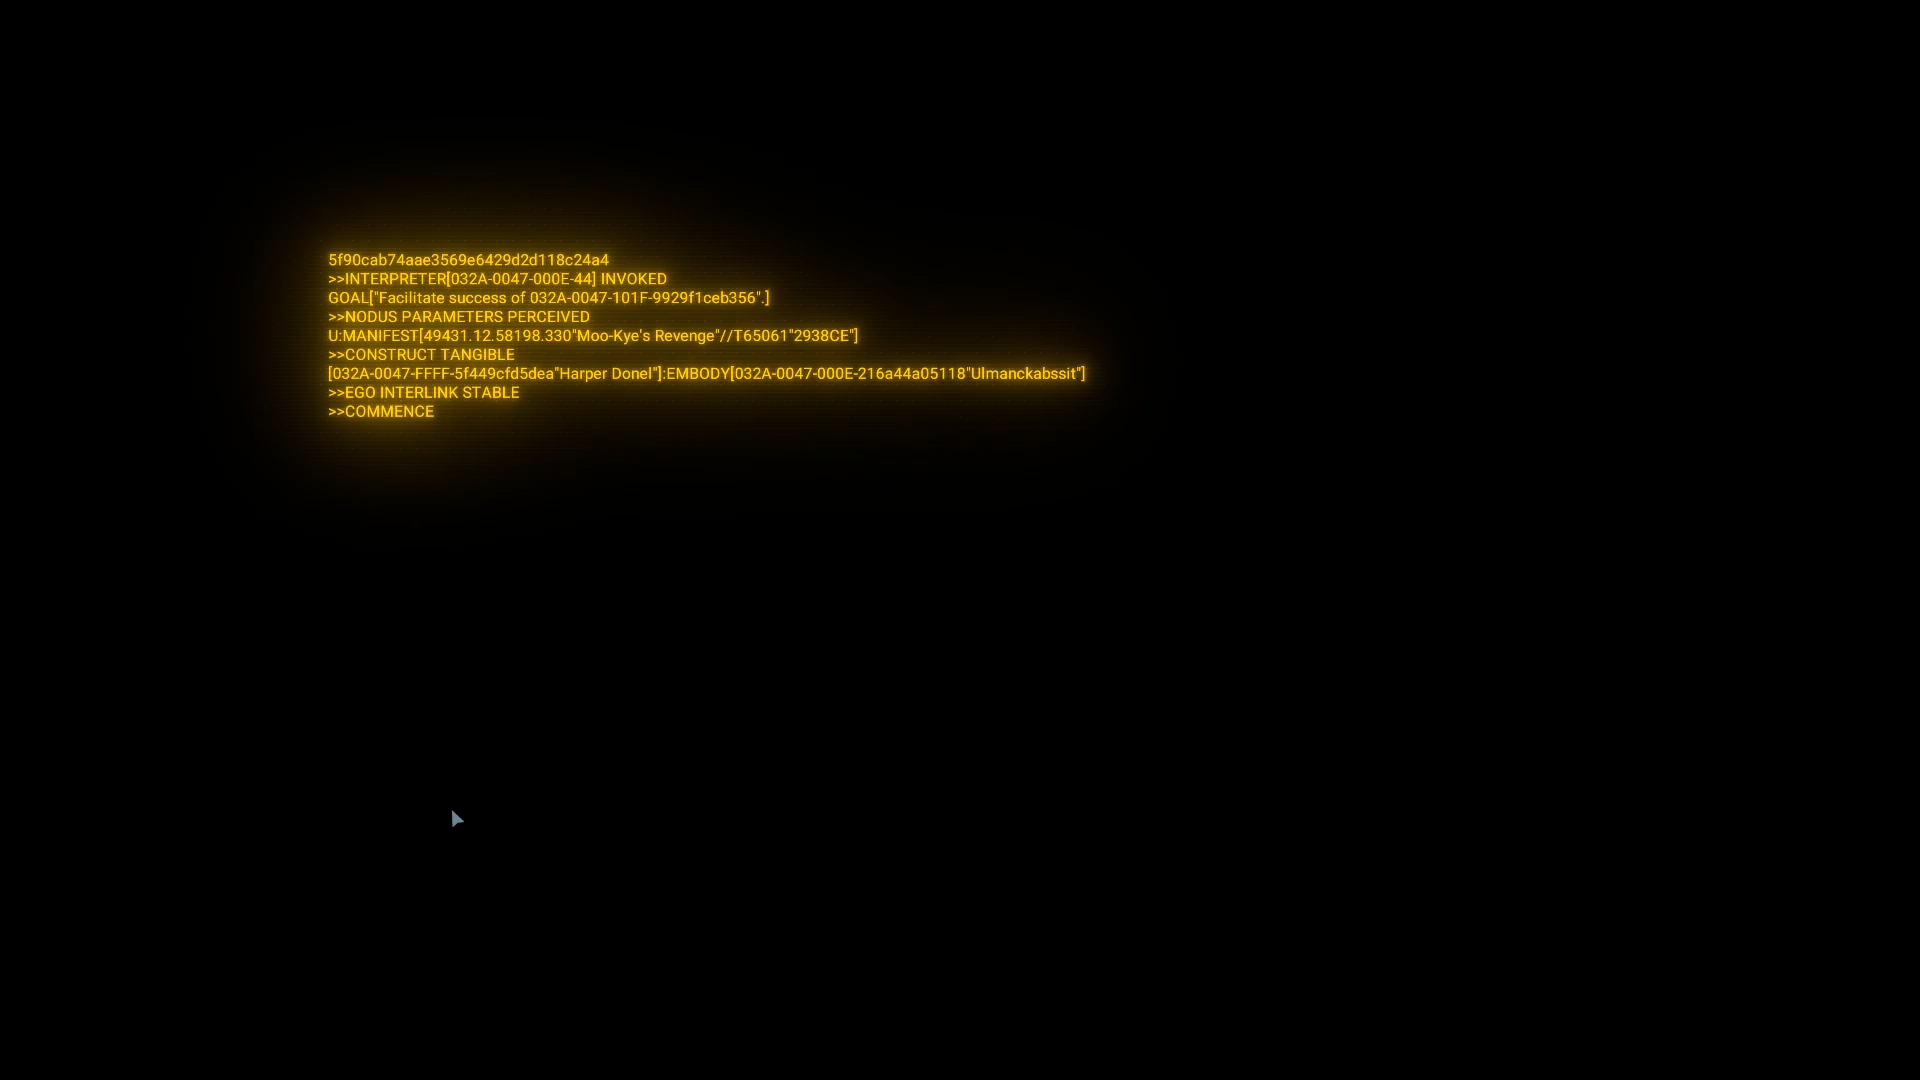 5f90cab74aae3569e6429d2d118c24a4
>>INTERPRETER[032A-0047-000E-44] INVOKED
GOAL["Facilitate success of 032A-0047-101F-9929f1ceb356".]
>>NODUS PARAMETERS PERCEIVED
U:MANIFEST[49431.12.58198.330"Moo-Kye's Revenge"//T65061"2938CE"]
>>CONSTRUCT TANGIBLE
[032A-0047-FFFF-5f449cfd5dea"Harper Donel"]:EMBODY[032A-0047-000E-216a44a05118"Ulmanckabssit"]
>>EGO INTERLINK STABLE
>>COMMENCE